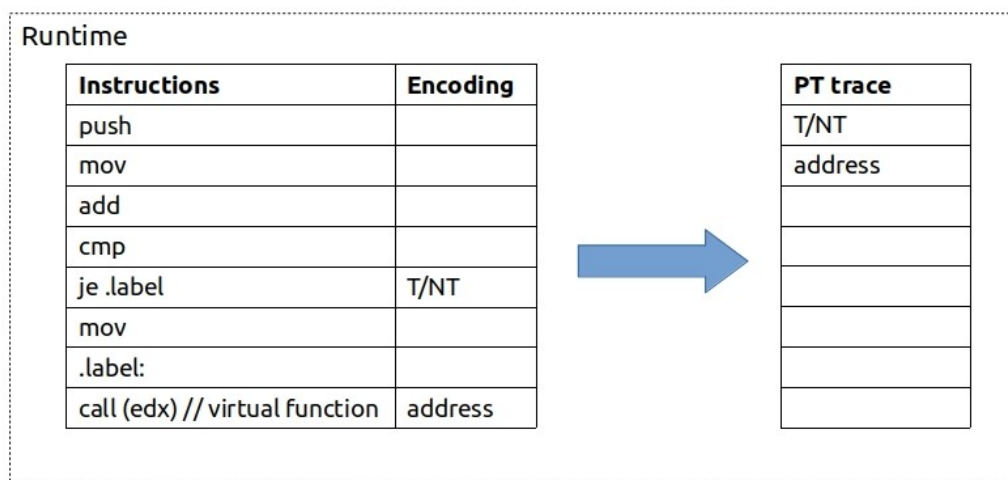 Runtime
Instructions Encoding
push
mov
add
cmp
je .label T/NT
mov
.label:
call (edx) // virtual function address
PT trace
T/NT
address